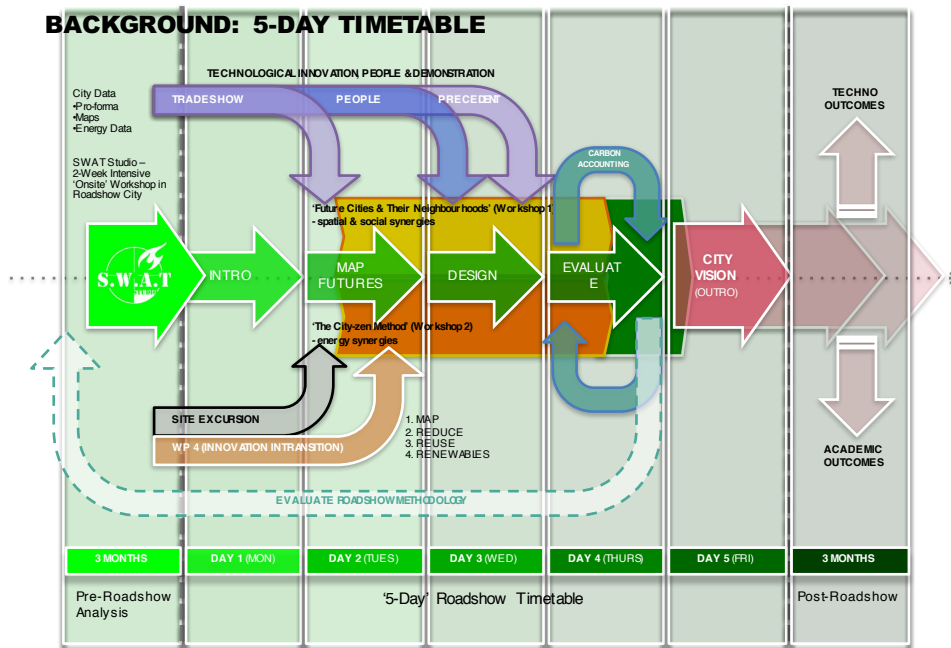 BACKGROUND: 5-DAY TIMETABLE
TECHNOLOGICAL INNOVATION, PEOPLE & DEMONSTRATION
City Data
•Pro-forma
•Maps
•Energy Data
TRADESHOW
PEOPLE
PRECEDENT
TECHNO
OUTCOMES
SWAT Studio –
2-Week Intensive
'Onsite' Workshop in
Roadshow City
CARBON
ACCOUNTING
'Future Cities & Their Neighbourhoods' (Workshop 1)
- spatial & social synergies
S.W.A.T
STUDIO
INTRO
MAP
FUTURES
DESIGN
EVALUAT
E
CITY
VISION
(OUTRO)
'The City-zen Method' (Workshop 2)
- energy synergies
SITE EXCURSION
WP 4 (INNOVATION IN TRANSITION)
1. MAP
2. REDUCE
3. REUSE
4. RENEWABLES
ACADEMIC
OUTCOMES
EVALUATE ROADSHOW METHODOLOGY
3 MONTHS
DAY 1 (MON)
DAY 2 (TUES)
DAY 3 (WED)
DAY 4 (THURS)
DAY 5 (FRI)
3 MONTHS
Pre-Roadshow
Analysis
'5-Day' Roadshow Timetable
Post-Roadshow